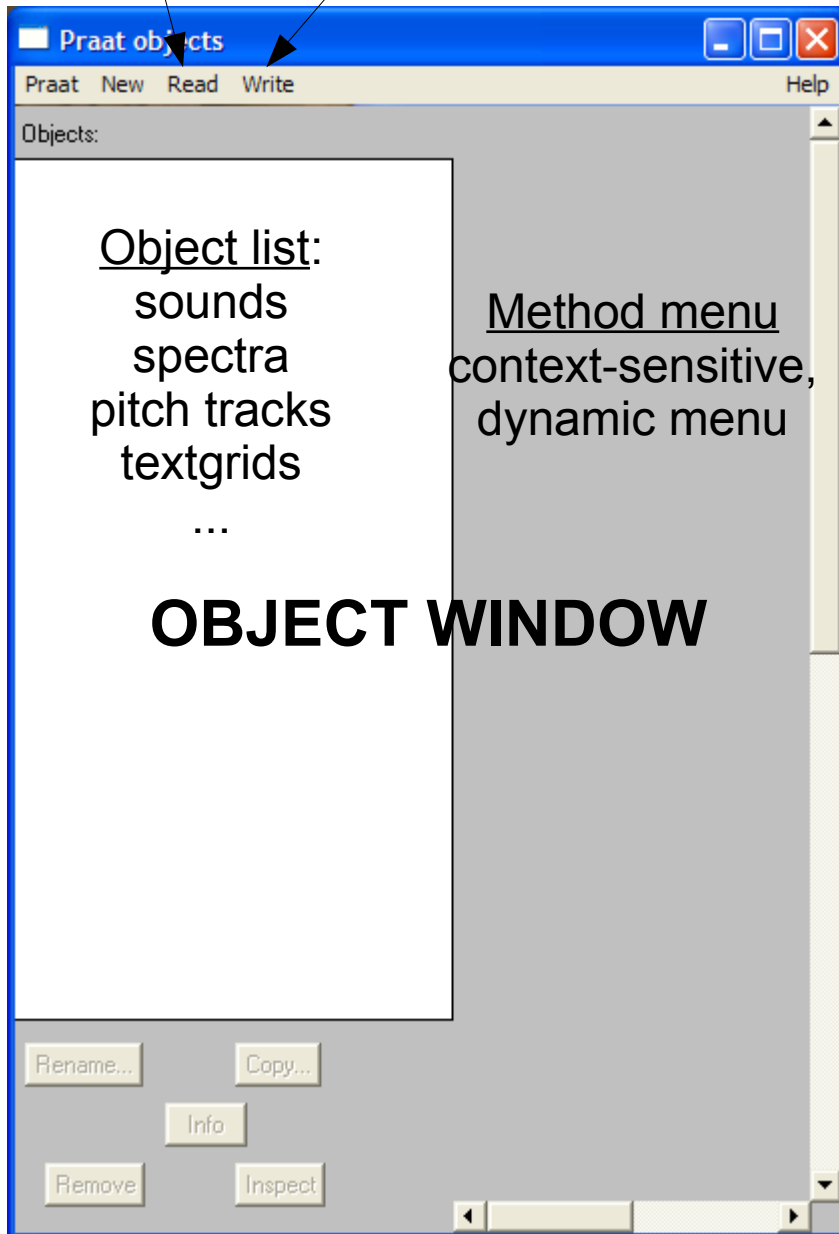 Praat objects
Praat New Read Write Help
Objects:
Object list:
sounds
spectra
pitch tracks
textgrids
...
Method menu
context-sensitive,
dynamic menu
OBJECT WINDOW
Rename... Copy...
Info
Remove Inspect